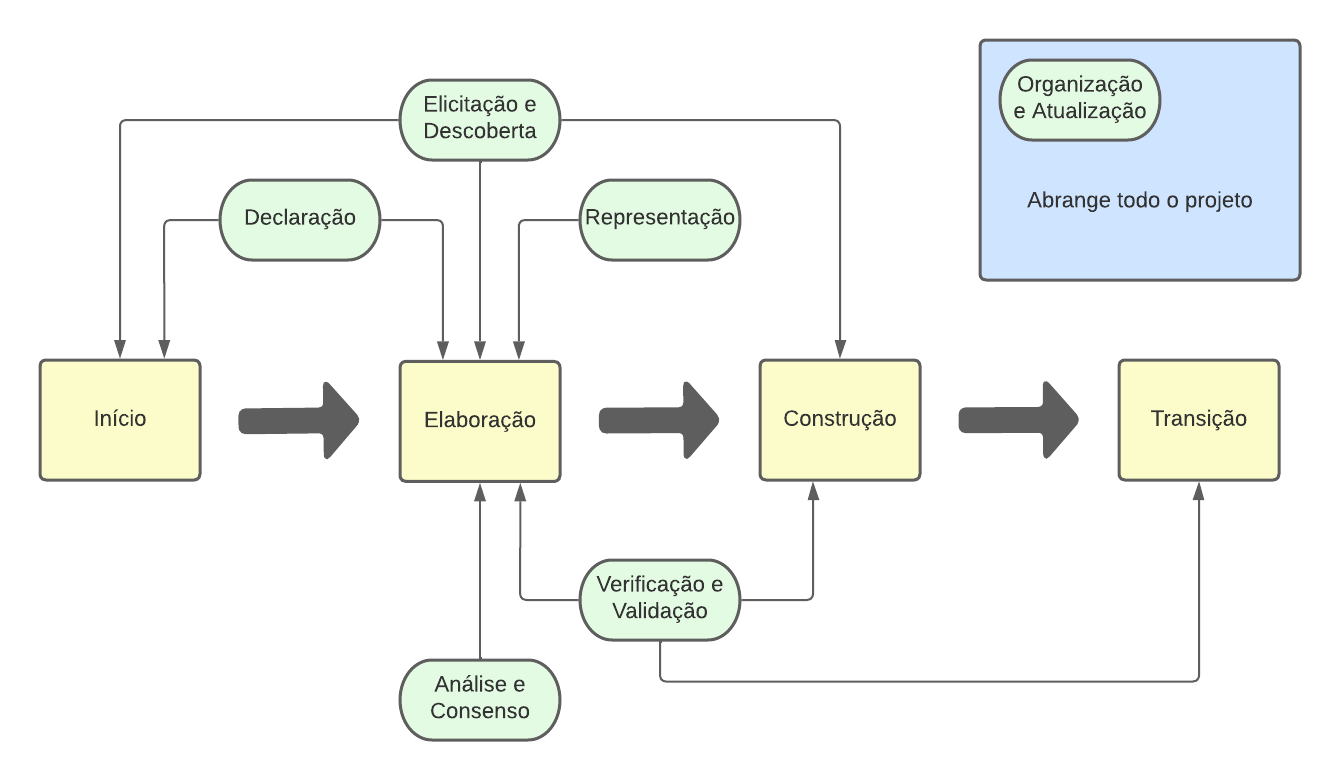 Elicitação e
Descoberta
Organização
e Atualização
Declaração
Representação
Abrange todo o projeto
Início
Elaboração
Construção
Transição
Verificação e
Validação
Análise e
Consenso